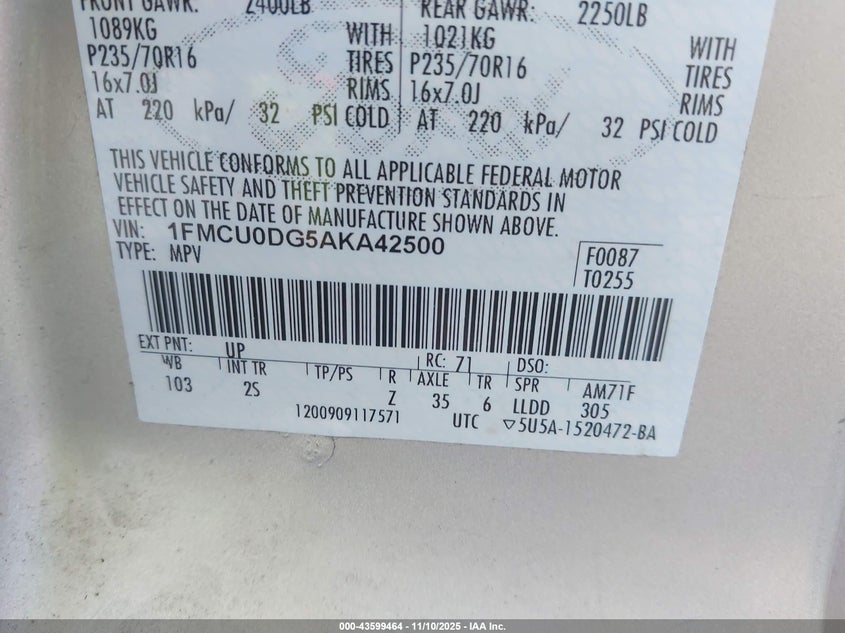 FRONT GAWR: 2400LB REAR GAWR: 2250LB
1089KG WITH 1021KG WITH
P235/70R16 TIRES P235/70R16 TIRES
16x7.0J RIMS 16x7.0J RIMS
AT 220 kPa/ 32 PSI COLD AT 220 kPa/ 32 PSI COLD
THIS VEHICLE CONFORMS TO ALL APPLICABLE FEDERAL MOTOR
VEHICLE SAFETY AND THEFT PREVENTION STANDARDS IN
EFFECT ON THE DATE OF MANUFACTURE SHOWN ABOVE.
VIN: 1FMCU0DG5AKA42500
TYPE: MPV
F0087
T0255
EXT PNT: UP RC: 71 DSO:
WB INT TR TP/PS R AXLE TR SPR AM71F
103 2S Z 35 6 LLDD 305
1200909117571 UTC ▽5U5A-1520472-BA
000-43599464 - 11/10/2025 - IAA Inc.